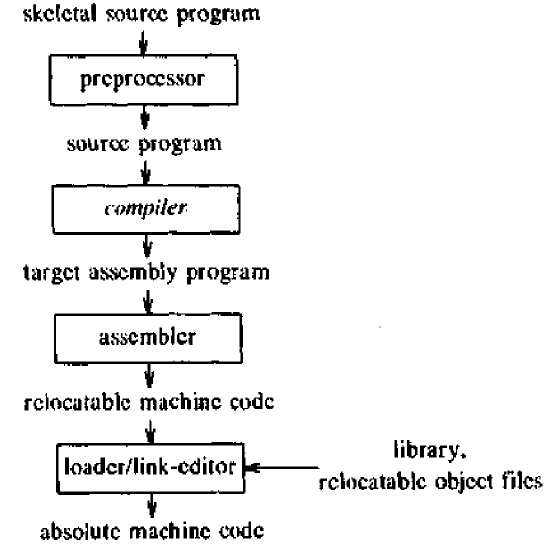 skeletal source program
preprocessor
source program
compiler
target assembly program
assembler
relocatable machine code
loader/link-editor
library,
relocatable object files
absolute machine code